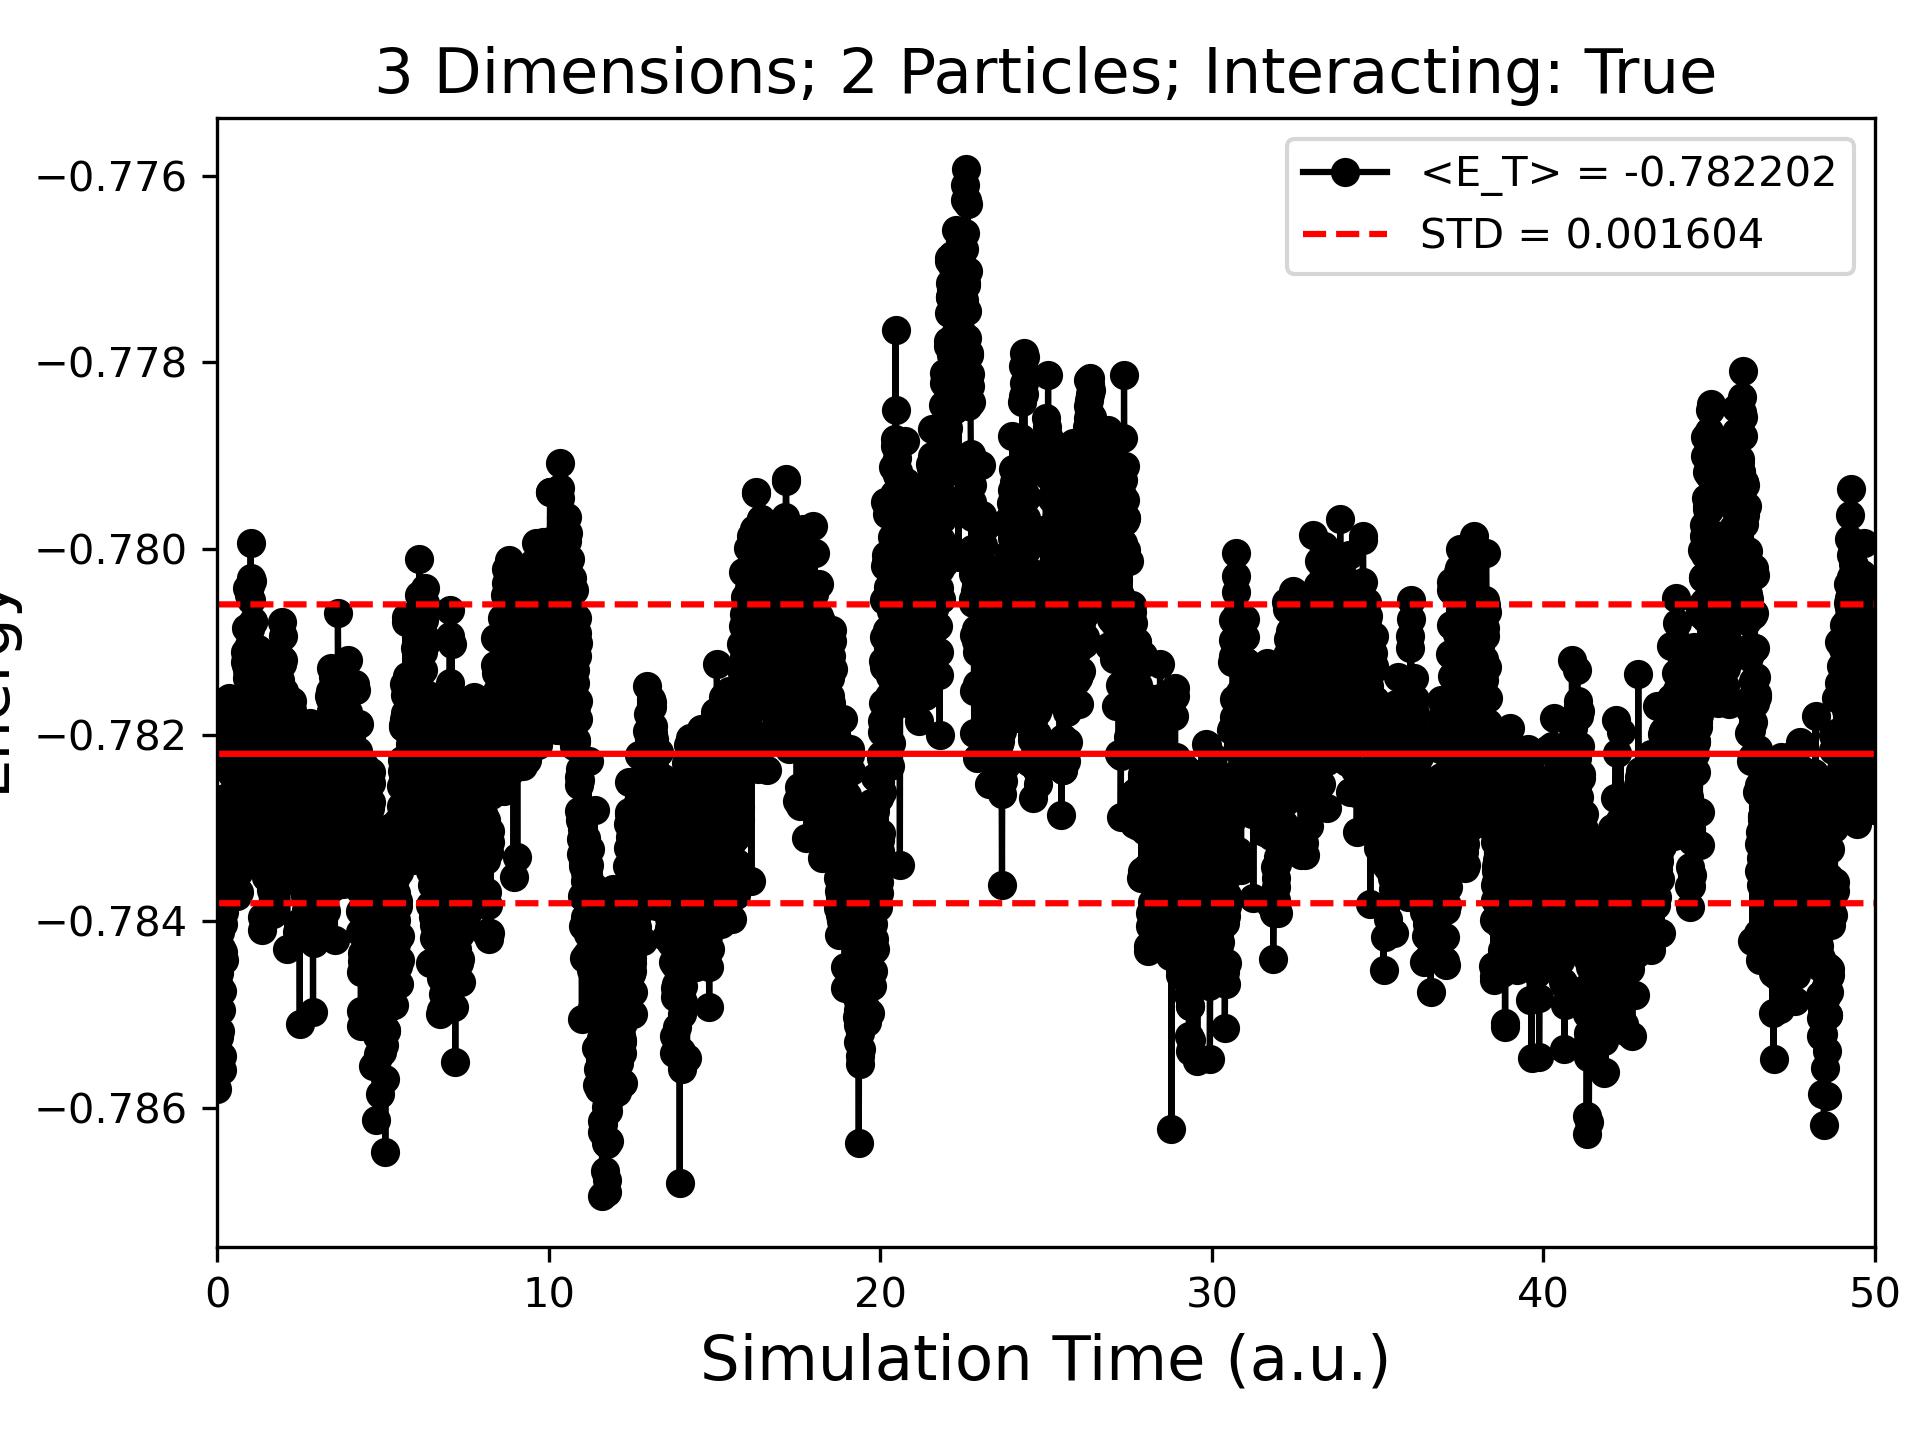 3 Dimensions; 2 Particles; Interacting: True
<E_T> = -0.782202
STD = 0.001604
−0.776
−0.778
−0.780
−0.782
−0.784
−0.786
Energy
0 10 20 30 40 50
Simulation Time (a.u.)